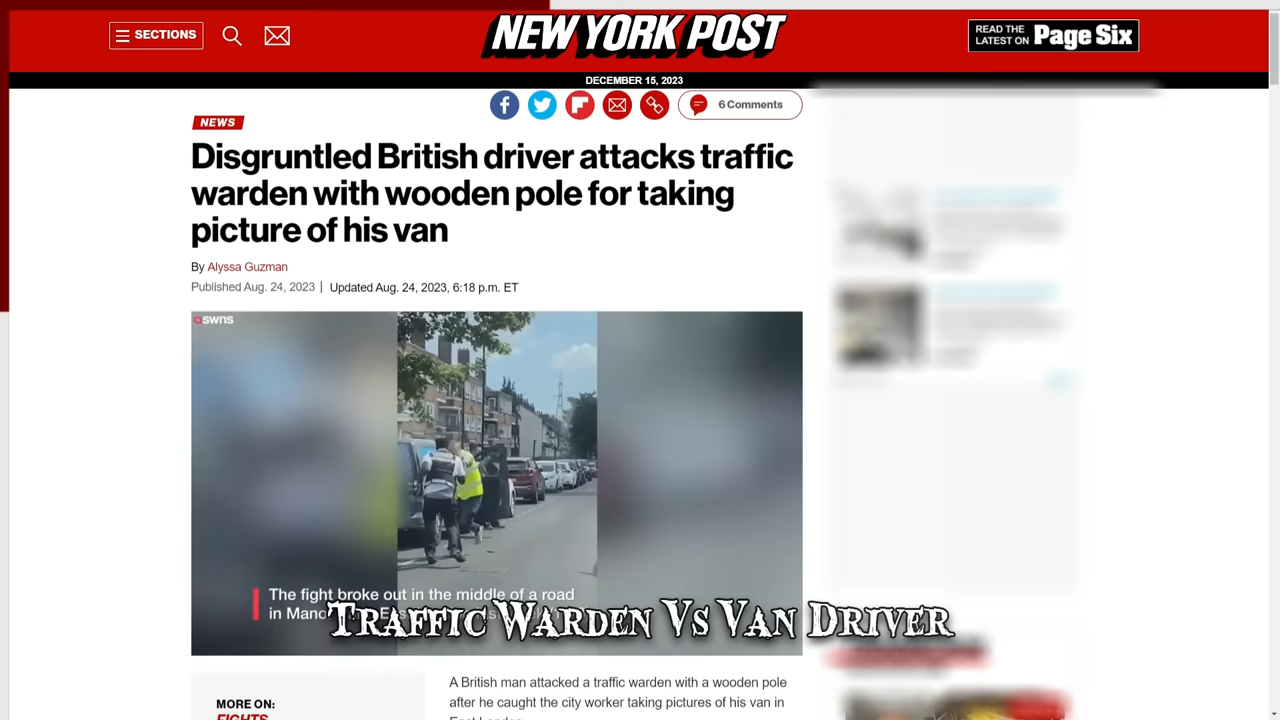 SECTIONS
NEW YORK POST
READ THE
LATEST ON
Page Six
DECEMBER 15, 2023
6 Comments
NEWS
Disgruntled British driver attacks traffic
warden with wooden pole for taking
picture of his van
By Alyssa Guzman
Published Aug. 24, 2023 | Updated Aug. 24, 2023, 6:18 p.m. ET
swns
The fight broke out in the middle of a road
in
Traffic Warden Vs Van Driver
MORE ON:
FIGHTS
A British man attacked a traffic warden with a wooden pole
after he caught the city worker taking pictures of his van in
East London